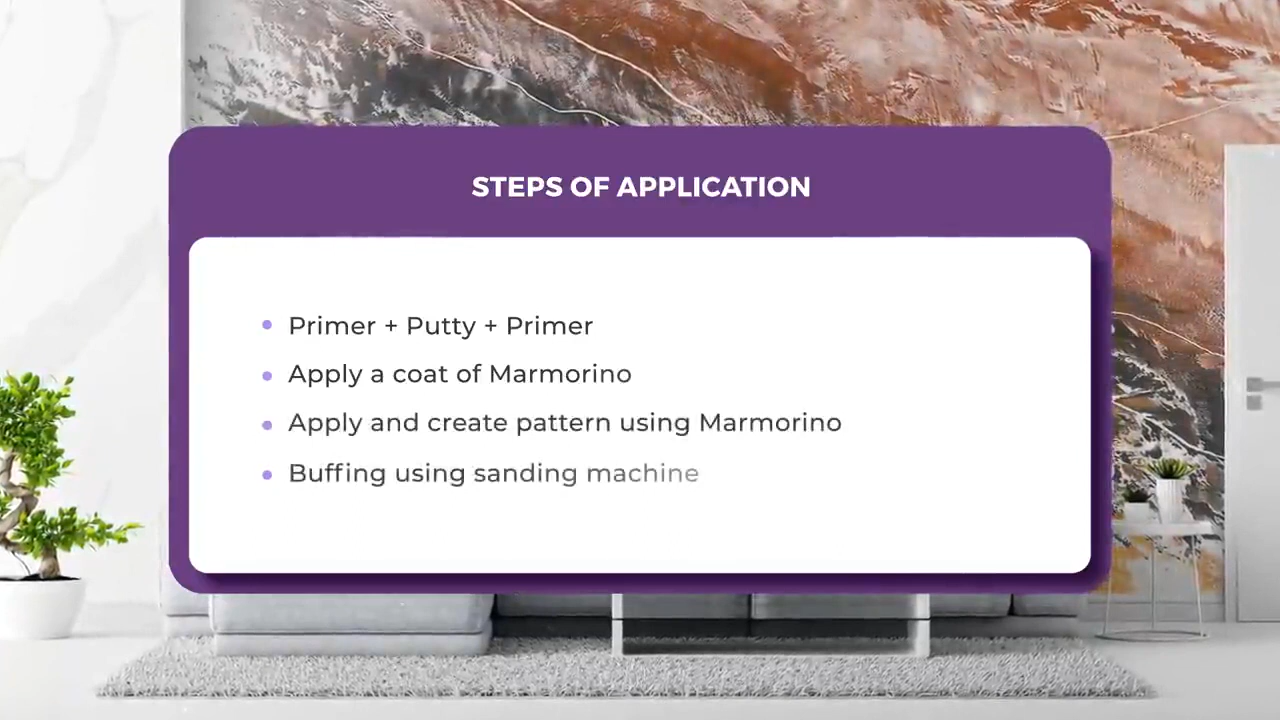 STEPS OF APPLICATION
Primer + Putty + Primer
Apply a coat of Marmorino
Apply and create pattern using Marmorino
Buffing using sanding machine